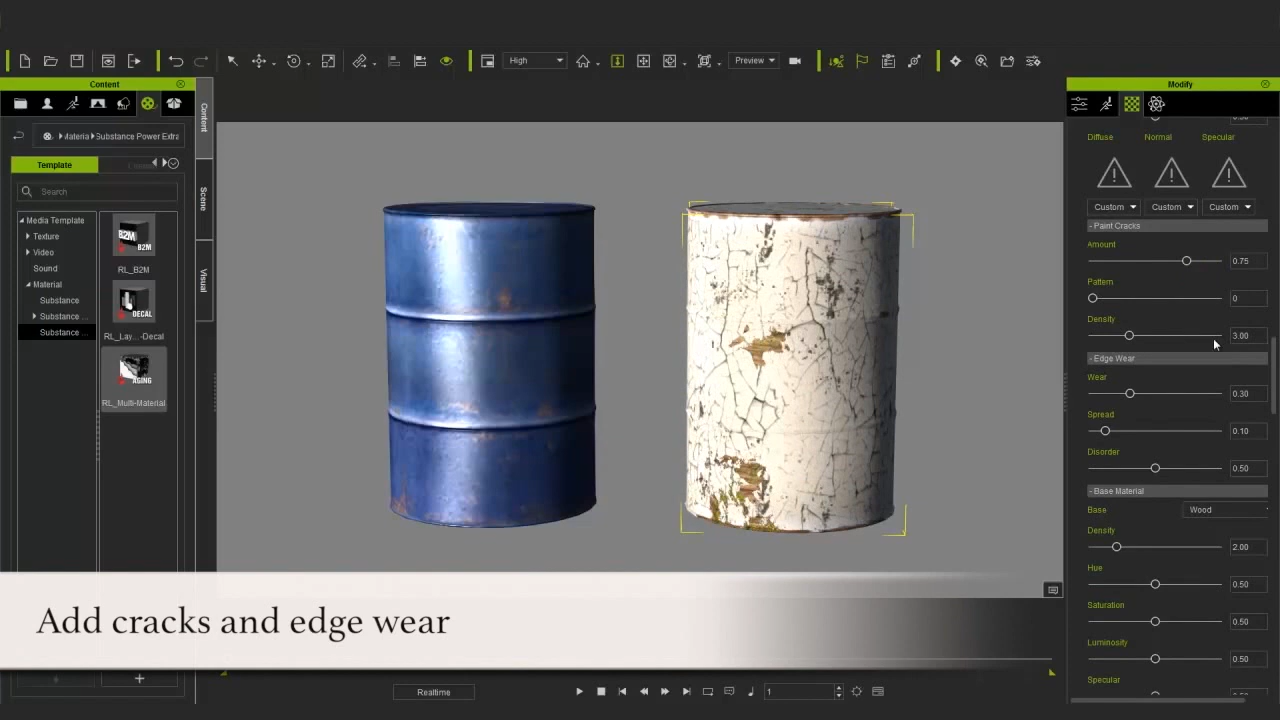 High
Preview
Content
Modify
Materia
Substance Power Extra
Template
Search
Media Template
Texture
Video
Sound
Material
Substance
Substance ...
Substance ...
B2M
RL_B2M
DECAL
RL_Lay...-Decal
AGING
RL_Multi-Material
Content
Scene
Visual
Diffuse Normal Specular
Custom Custom Custom
- Paint Cracks
Amount
0.75
Pattern
0
Density
3.00
- Edge Wear
Wear
0.30
Spread
0.10
Disorder
0.50
- Base Material
Base Wood
Density
2.00
Hue
0.50
Saturation
0.50
Luminosity
0.50
Specular
Add cracks and edge wear
Realtime
1